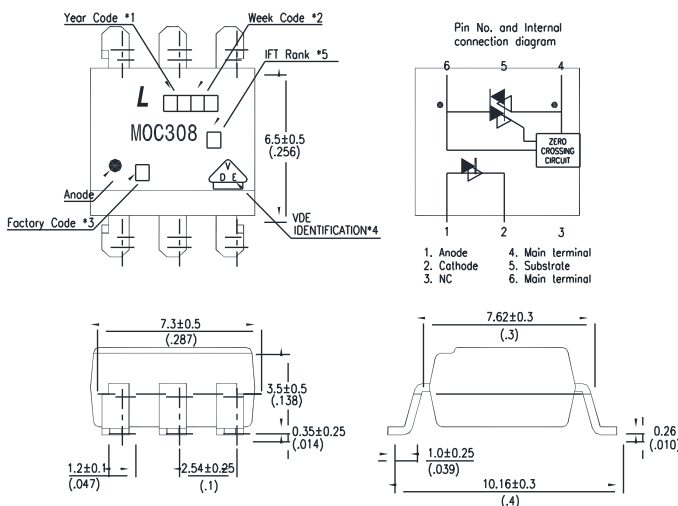 Year Code *1
Week Code *2
IFT Rank *5
L
MOC308
6.5±0.5
(.256)
V
D E
Anode
Factory Code *3
VDE
IDENTIFICATION*4
Pin No. and Internal
connection diagram
6 5 4
ZERO
CROSSING
CIRCUIT
1 2 3
1. Anode 4. Main terminal
2. Cathode 5. Substrate
3. NC 6. Main terminal
7.3±0.5
(.287)
3.5±0.5
(.138)
0.35±0.25
(.014)
1.2±0.1
(.047)
2.54±0.25
(.1)
7.62±0.3
(.3)
0.26
(.010)
1.0±0.25
(.039)
10.16±0.3
(.4)